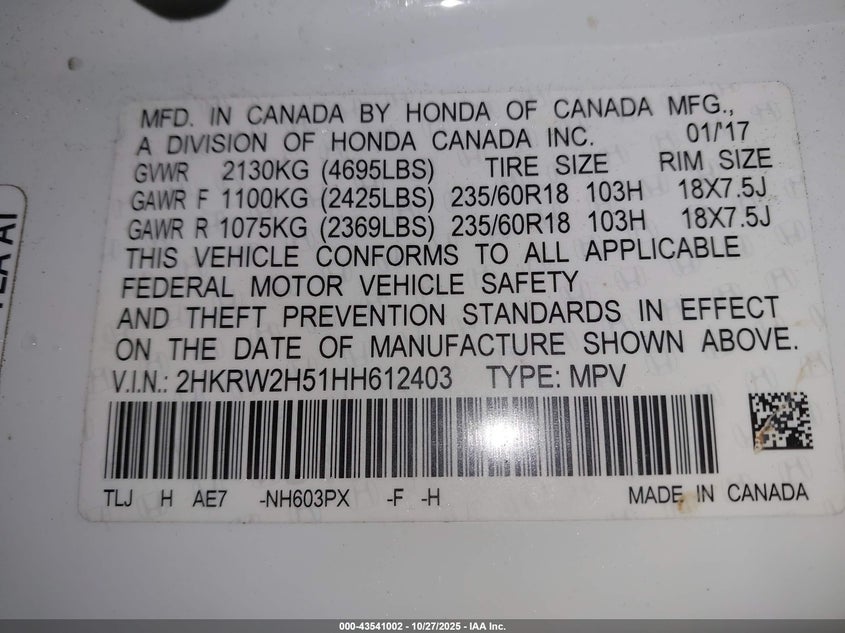 MFD. IN CANADA BY HONDA OF CANADA MFG.,
A DIVISION OF HONDA CANADA INC. 01/'17
GVWR 2130KG (4695LBS) TIRE SIZE RIM SIZE
GAWR F 1100KG (2425LBS) 235/60R18 103H 18X7.5J
GAWR R 1075KG (2369LBS) 235/60R18 103H 18X7.5J
THIS VEHICLE CONFORMS TO ALL APPLICABLE
FEDERAL MOTOR VEHICLE SAFETY
AND THEFT PREVENTION STANDARDS IN EFFECT
ON THE DATE OF MANUFACTURE SHOWN ABOVE.
V.I.N.: 2HKRW2H51HH612403 TYPE: MPV
TLJ H AE7 -NH603PX -F -H MADE IN CANADA
000-43541002 - 10/27/2025 - IAA Inc.